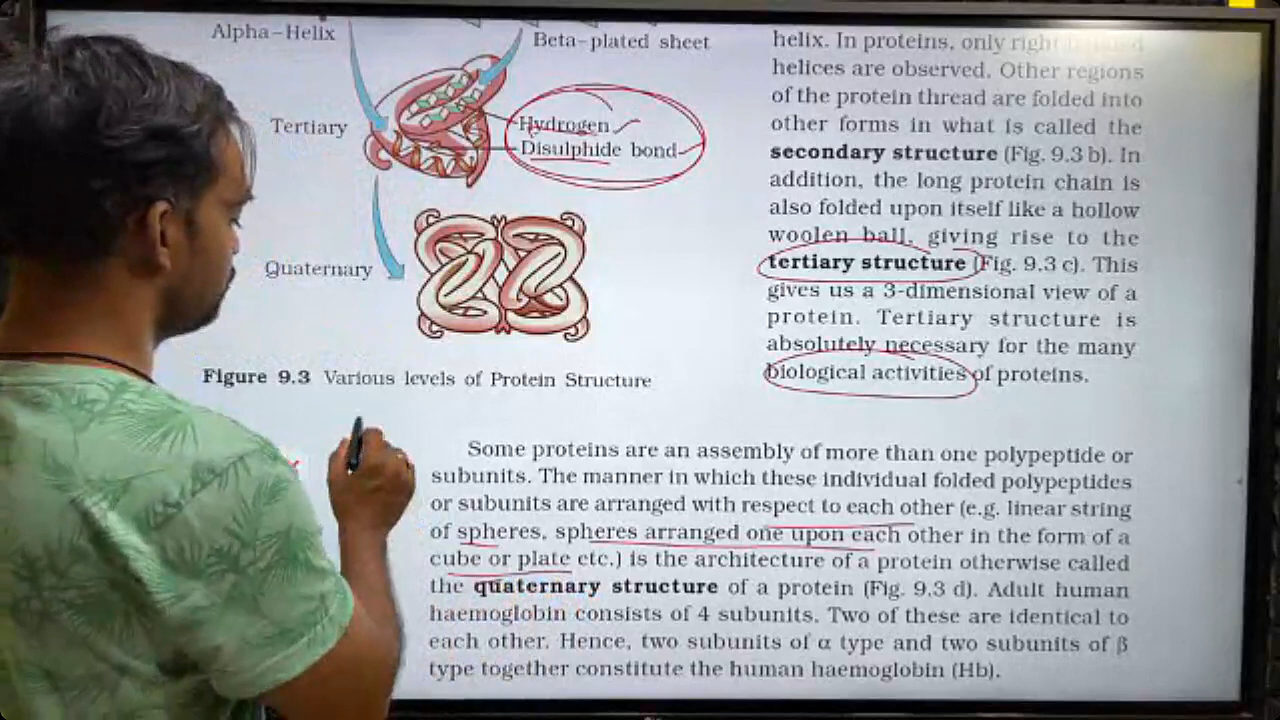 Alpha-Helix
Beta-plated sheet
Tertiary
Hydrogen
Disulphide bond
Quaternary
Figure 9.3 Various levels of Protein Structure
helix. In proteins, only right
helices are observed. Other regions
of the protein thread are folded into
other forms in what is called the
secondary structure (Fig. 9.3 b). In
addition, the long protein chain is
also folded upon itself like a hollow
woolen ball, giving rise to the
tertiary structure (Fig. 9.3 c). This
gives us a 3-dimensional view of a
protein. Tertiary structure is
absolutely necessary for the many
biological activities of proteins.
Some proteins are an assembly of more than one polypeptide or
subunits. The manner in which these individual folded polypeptides
or subunits are arranged with respect to each other (e.g. linear string
of spheres, spheres arranged one upon each other in the form of a
cube or plate etc.) is the architecture of a protein otherwise called
the quaternary structure of a protein (Fig. 9.3 d). Adult human
haemoglobin consists of 4 subunits. Two of these are identical to
each other. Hence, two subunits of α type and two subunits of β
type together constitute the human haemoglobin (Hb).